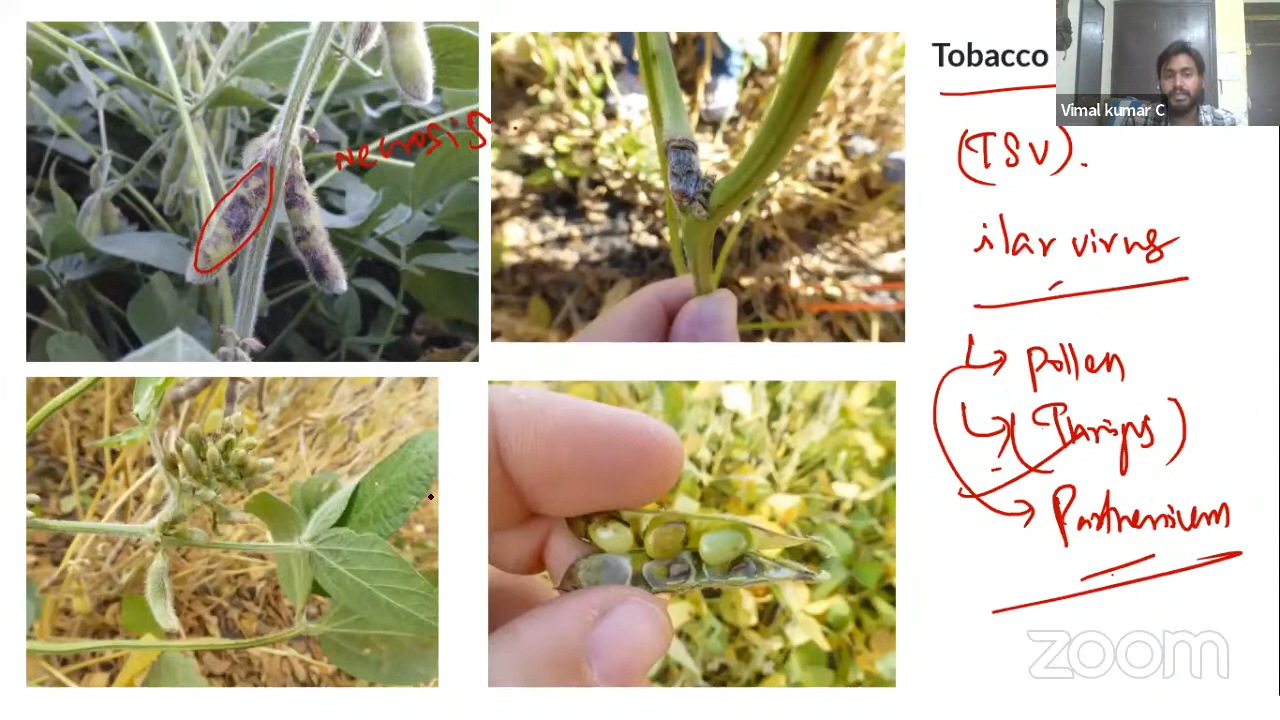 Tobacco
Vimal kumar C
Necrosis
(TSV).
ilar virus
Pollen
(Thrips)
Parthenium
zoom